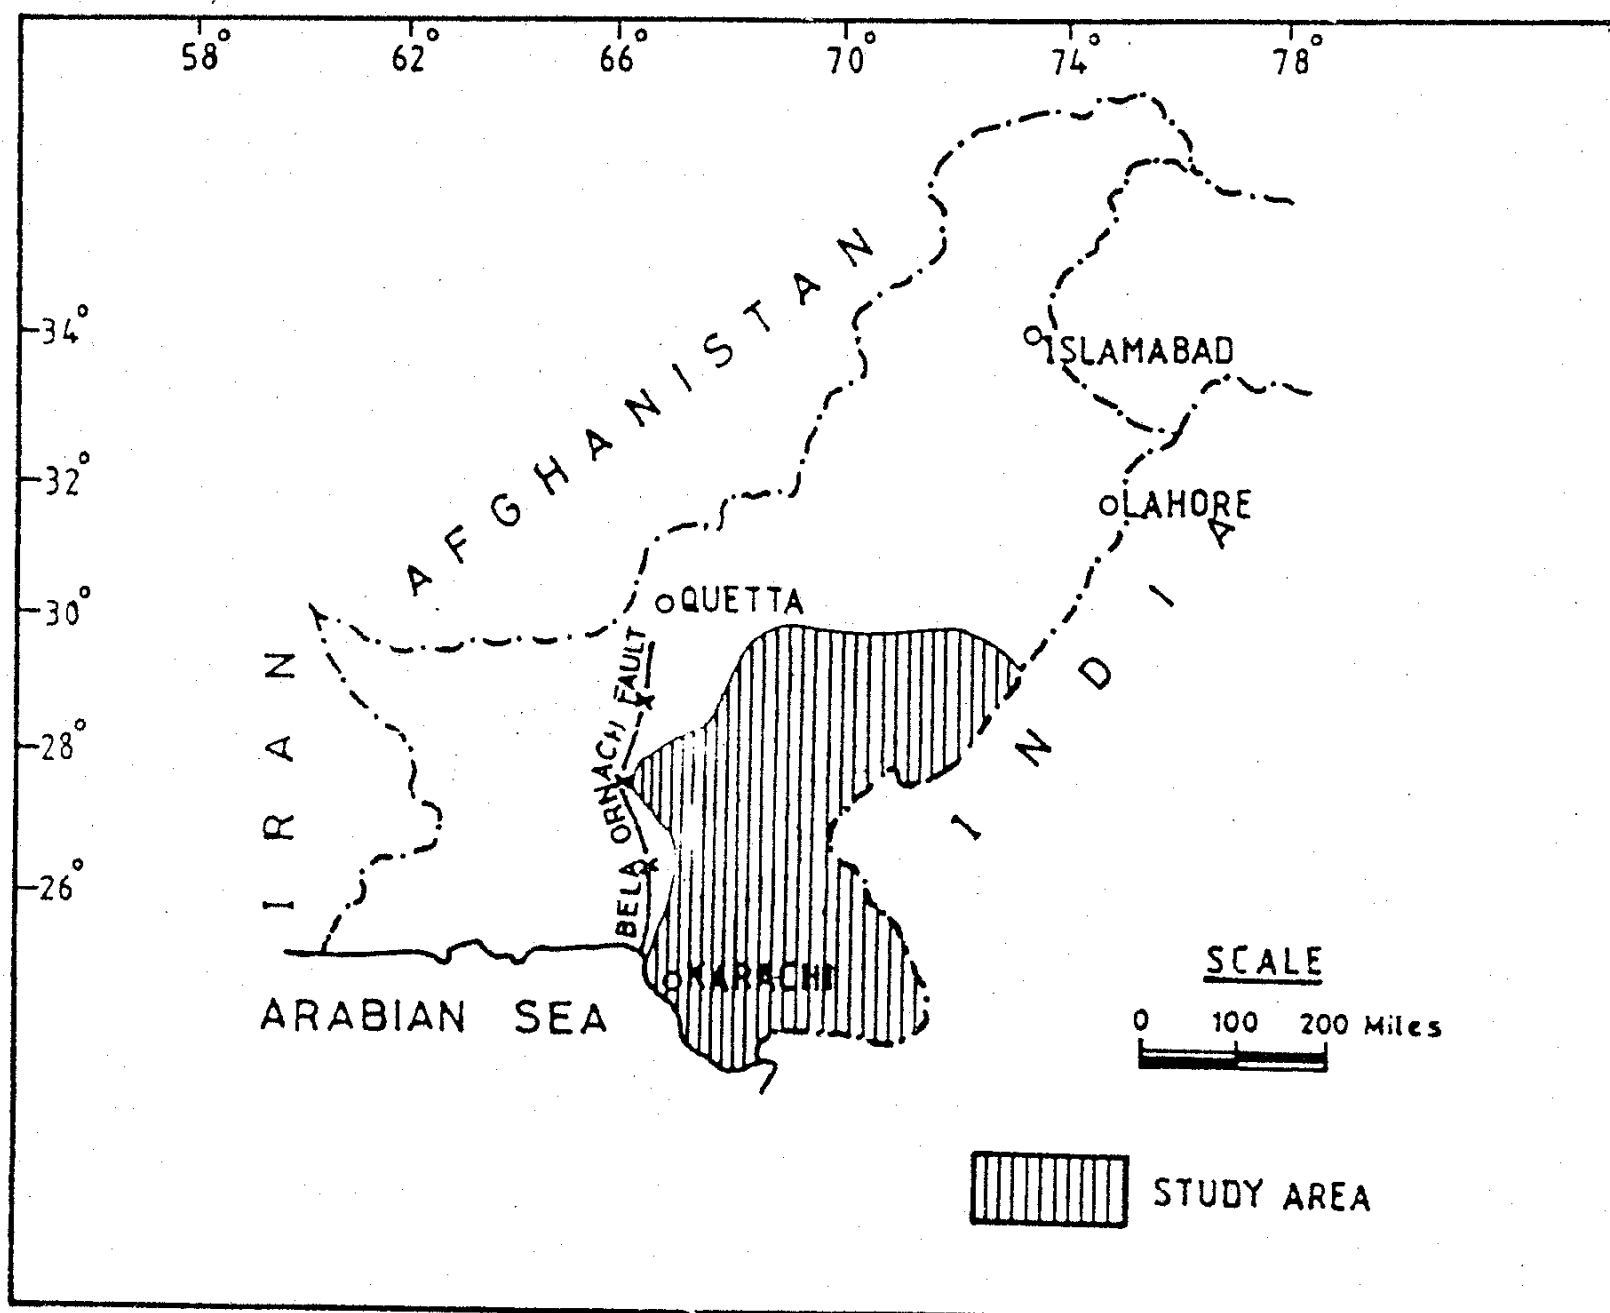 58° 62° 66° 70° 74° 78°
34°
32°
30°
28°
26°
AFGHANISTAN
ISLAMABAD
LAHORE
QUETTA
IRAN
INDIA
BELA ORNACH FAULT
KARACHI
ARABIAN SEA
SCALE
0 100 200 Miles
STUDY AREA